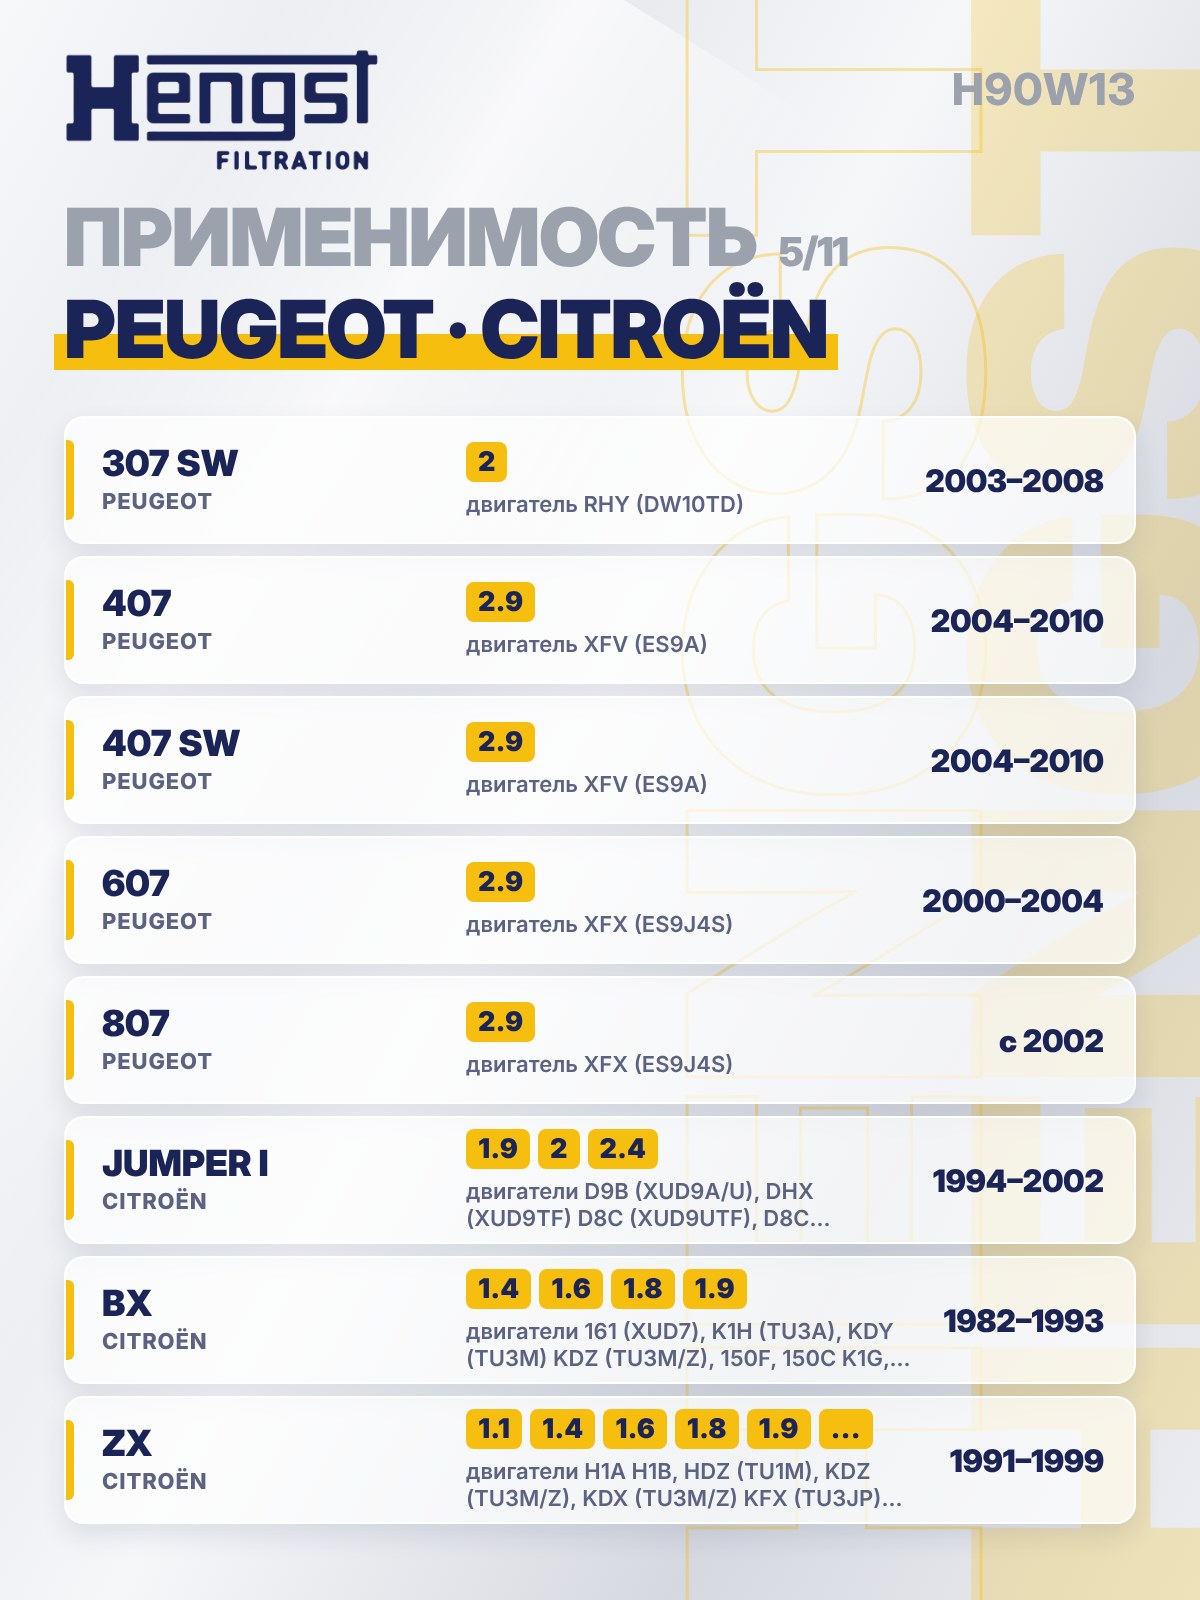 Hengst
FILTRATION
H90W13
ПРИМЕНИМОСТЬ 5/11
PEUGEOT · CITROËN
307 SW
PEUGEOT
2
двигатель RHY (DW10TD)
2003–2008
407
PEUGEOT
2.9
двигатель XFV (ES9A)
2004–2010
407 SW
PEUGEOT
2.9
двигатель XFV (ES9A)
2004–2010
607
PEUGEOT
2.9
двигатель XFX (ES9J4S)
2000–2004
807
PEUGEOT
2.9
двигатель XFX (ES9J4S)
с 2002
JUMPER I
CITROËN
1.9 2 2.4
двигатели D9B (XUD9A/U), DHX
(XUD9TF) D8C (XUD9UTF), D8C...
1994–2002
BX
CITROËN
1.4 1.6 1.8 1.9
двигатели 161 (XUD7), K1H (TU3A), KDY
(TU3M) KDZ (TU3M/Z), 150F, 150C K1G,...
1982–1993
ZX
CITROËN
1.1 1.4 1.6 1.8 1.9 ...
двигатели H1A H1B, HDZ (TU1M), KDZ
(TU3M/Z), KDX (TU3M/Z) KFX (TU3JP)...
1991–1999
HENGST
HENGST